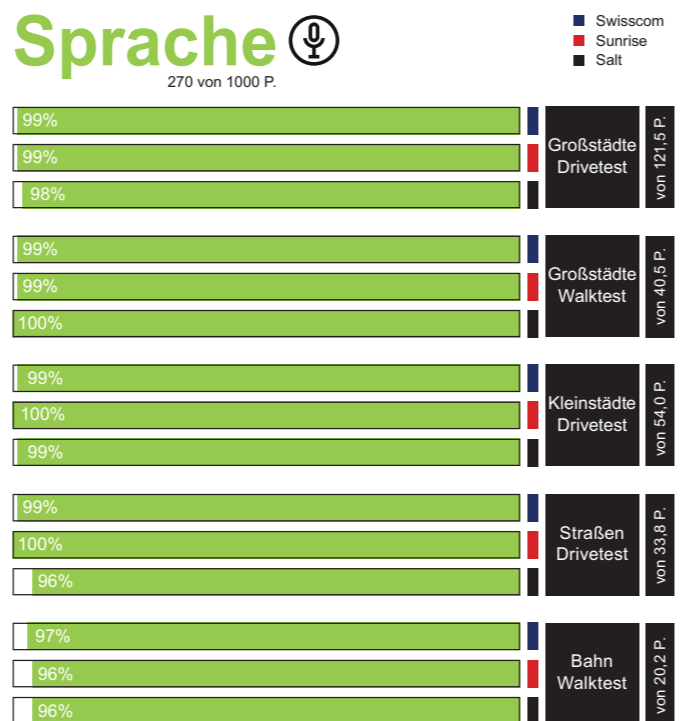 Sprache
270 von 1000 P.
Swisscom
Sunrise
Salt
99%
99%
98%
Großstädte
Drivetest
von 121,5 P.
99%
99%
100%
Großstädte
Walktest
von 40,5 P.
99%
100%
99%
Kleinstädte
Drivetest
von 54,0 P.
99%
100%
96%
Straßen
Drivetest
von 33,8 P.
97%
96%
96%
Bahn
Walktest
von 20,2 P.